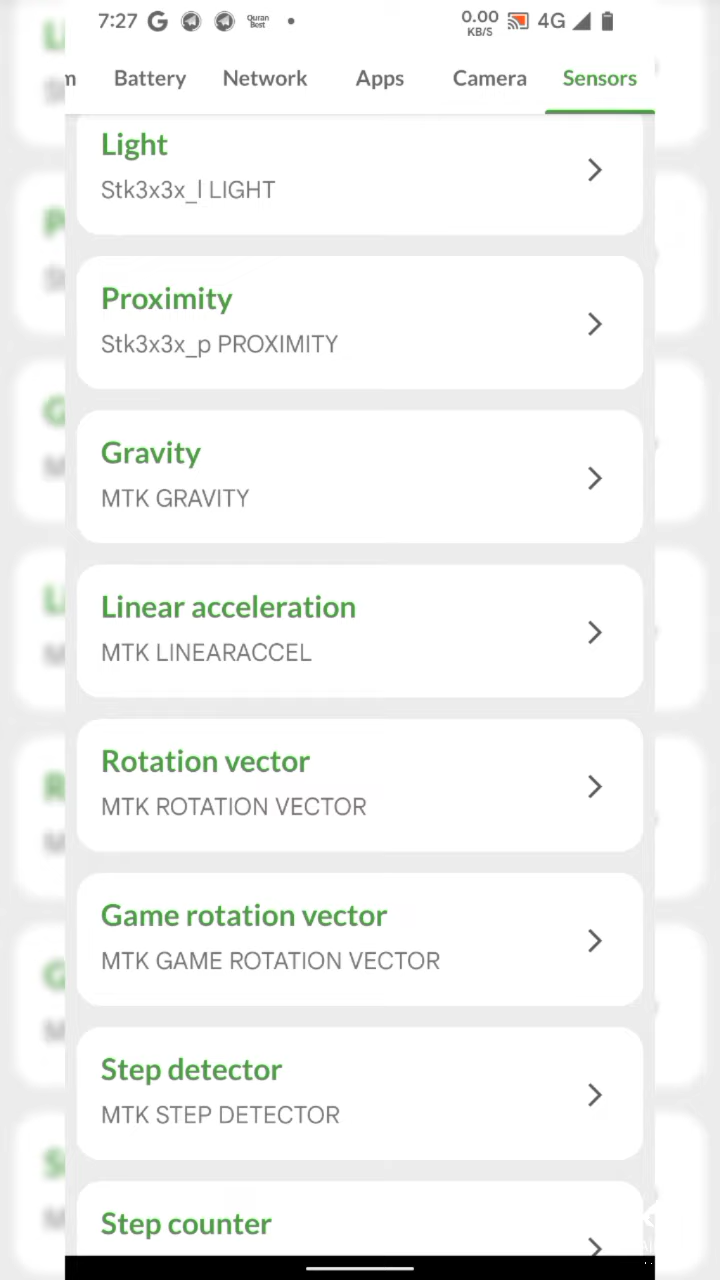 7:27 G Quran Best 0.00 KB/S 4G
m Battery Network Apps Camera Sensors
Light
Stk3x3x_l LIGHT
Proximity
Stk3x3x_p PROXIMITY
Gravity
MTK GRAVITY
Linear acceleration
MTK LINEARACCEL
Rotation vector
MTK ROTATION VECTOR
Game rotation vector
MTK GAME ROTATION VECTOR
Step detector
MTK STEP DETECTOR
Step counter